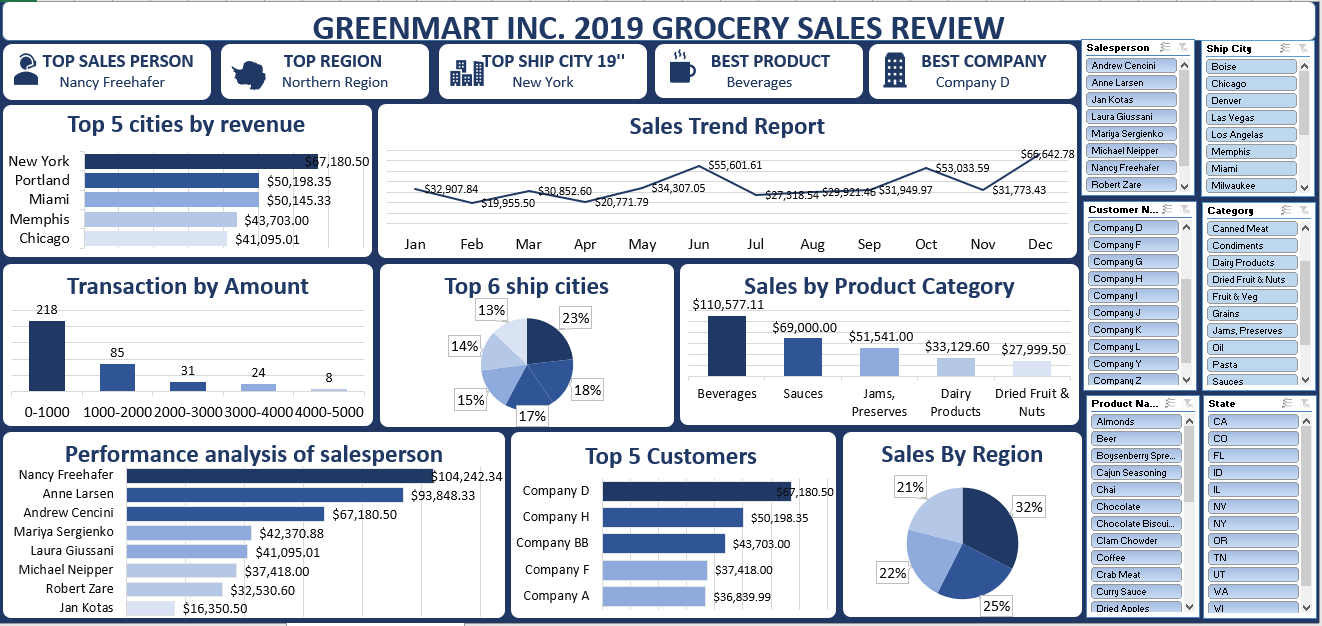 GREENMART INC. 2019 GROCERY SALES REVIEW
TOP SALES PERSON
Nancy Freehafer
TOP REGION
Northern Region
TOP SHIP CITY 19''
New York
BEST PRODUCT
Beverages
BEST COMPANY
Company D
Top 5 cities by revenue
New York $67,180.50
Portland $50,198.35
Miami $50,145.33
Memphis $43,703.00
Chicago $41,095.01
Sales Trend Report
$32,907.84 $19,955.50 $30,852.60 $20,771.79 $34,307.05 $55,601.61 $27,318.54 $29,921.46 $31,949.97 $53,033.59 $31,773.43 $66,642.78
Jan Feb Mar Apr May Jun Jul Aug Sep Oct Nov Dec
Transaction by Amount
218 85 31 24 8
0-1000 1000-2000 2000-3000 3000-4000 4000-5000
Top 6 ship cities
23%
18%
17%
15%
14%
13%
Sales by Product Category
$110,577.11 $69,000.00 $51,541.00 $33,129.60 $27,999.50
Beverages Sauces Jams, Dairy Dried Fruit &
Preserves Products Nuts
Performance analysis of salesperson
Nancy Freehafer $104,242.34
Anne Larsen $93,848.33
Andrew Cencini $67,180.50
Mariya Sergienko $42,370.88
Laura Giussani $41,095.01
Michael Neipper $37,418.00
Robert Zare $32,530.60
Jan Kotas $16,350.50
Top 5 Customers
Company D $67,180.50
Company H $50,198.35
Company BB $43,703.00
Company F $37,418.00
Company A $36,839.99
Sales By Region
32%
25%
22%
21%
Salesperson
Andrew Cencini
Anne Larsen
Jan Kotas
Laura Giussani
Mariya Sergienko
Michael Neipper
Nancy Freehafer
Robert Zare
Ship City
Boise
Chicago
Denver
Las Vegas
Los Angelas
Memphis
Miami
Milwaukee
Customer N...
Company D
Company F
Company G
Company H
Company I
Company J
Company K
Company L
Company Y
Company Z
Category
Canned Meat
Condiments
Dairy Products
Dried Fruit & Nuts
Fruit & Veg
Grains
Jams, Preserves
Oil
Pasta
Sauces
Product Na...
Almonds
Beer
Boysenberry Spre...
Cajun Seasoning
Chai
Chocolate
Chocolate Biscui...
Clam Chowder
Coffee
Crab Meat
Curry Sauce
Dried Apples
State
CA
CO
FL
ID
IL
NV
NY
OR
TN
UT
WA
WI